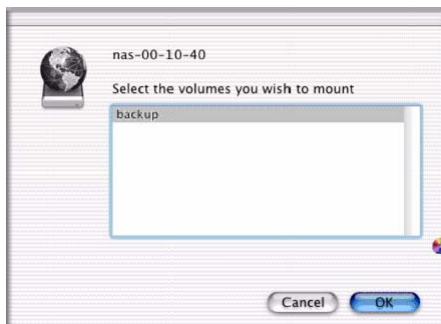 nas-00-10-40
Select the volumes you wish to mount
backup
Cancel
OK